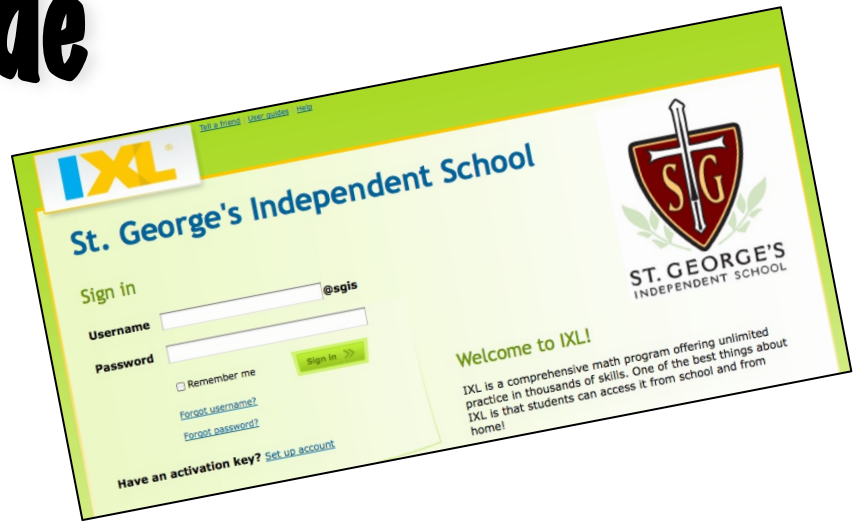 de
Tell a friend | User guides | Help
IXL®
St. George's Independent School
Sign in
Username @sgis
Password
Remember me
Sign in >>
Forgot username?
Forgot password?
Have an activation key? Set up account
SG
ST. GEORGE'S
INDEPENDENT SCHOOL
Welcome to IXL!
IXL is a comprehensive math program offering unlimited
practice in thousands of skills. One of the best things about
IXL is that students can access it from school and from
home!